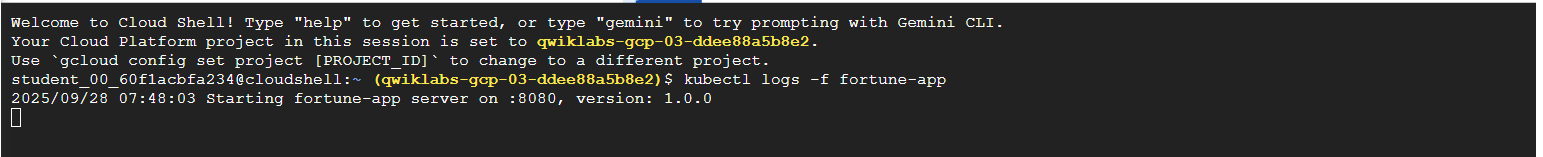 Welcome to Cloud Shell! Type "help" to get started, or type "gemini" to try prompting with Gemini CLI.
Your Cloud Platform project in this session is set to qwiklabs-gcp-03-ddee88a5b8e2.
Use `gcloud config set project [PROJECT_ID]` to change to a different project.
student_00_60f1acbfa234@cloudshell:~ (qwiklabs-gcp-03-ddee88a5b8e2)$ kubectl logs -f fortune-app
2025/09/28 07:48:03 Starting fortune-app server on :8080, version: 1.0.0